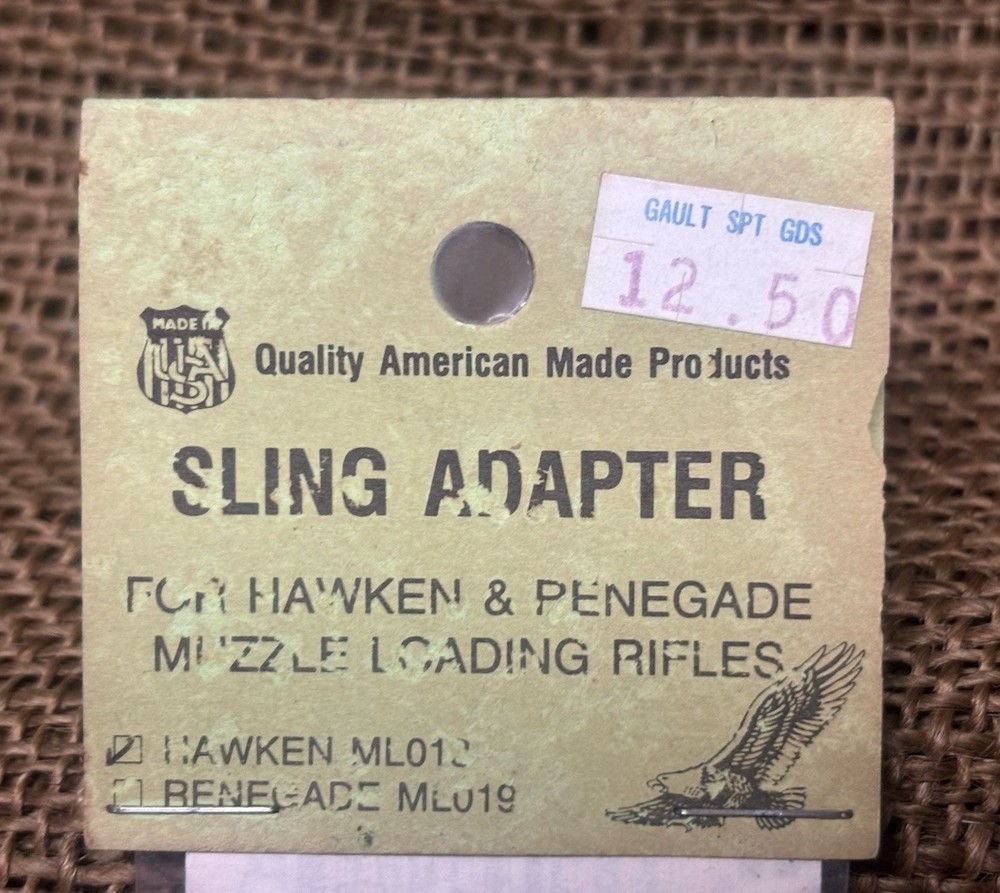 GAULT SPT GDS
12.50
MADE IN
USA
Quality American Made Products
SLING ADAPTER
FOR HAWKEN & RENEGADE
MUZZLE LOADING RIFLES
HAWKEN
RENEGADE ML019